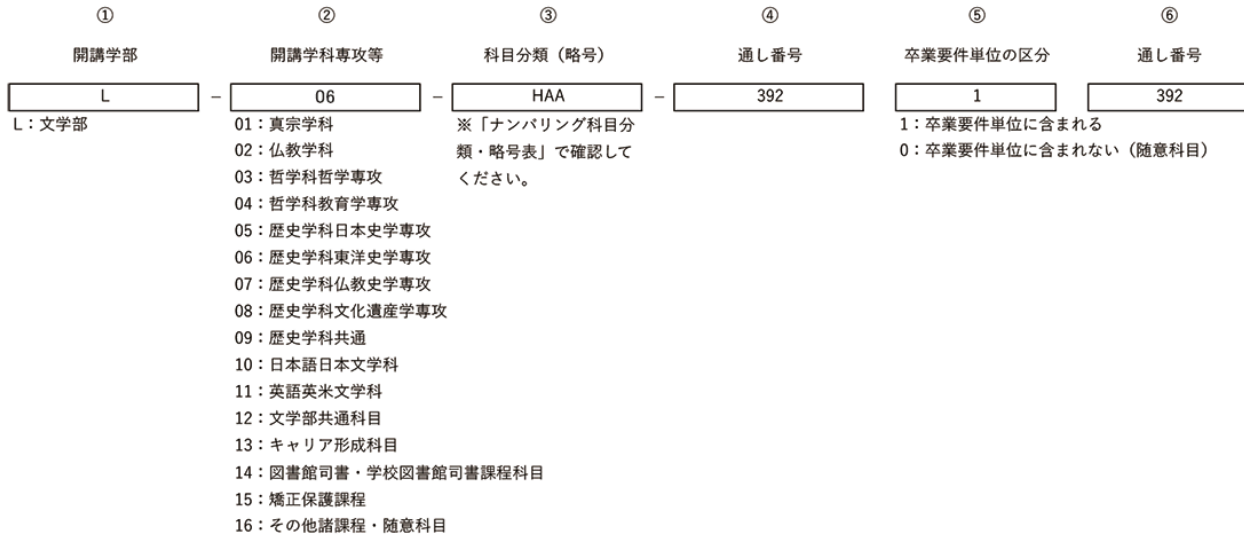 ① ② ③ ④ ⑤ ⑥
開講学部 開講学科専攻等 科目分類（略号） 通し番号 卒業要件単位の区分 通し番号
L – 06 – HAA – 392 1 392
L：文学部 01：真宗学科 ※「ナンバリング科目分 1：卒業要件単位に含まれる
02：仏教学科 類・略号表」で確認して 0：卒業要件単位に含まれない（随意科目）
03：哲学科哲学専攻 ください。
04：哲学科教育学専攻
05：歴史学科日本史学専攻
06：歴史学科東洋史学専攻
07：歴史学科仏教史学専攻
08：歴史学科文化遺産学専攻
09：歴史学科共通
10：日本語日本文学科
11：英語英米文学科
12：文学部共通科目
13：キャリア形成科目
14：図書館司書・学校図書館司書課程科目
15：矯正保護課程
16：その他諸課程・随意科目